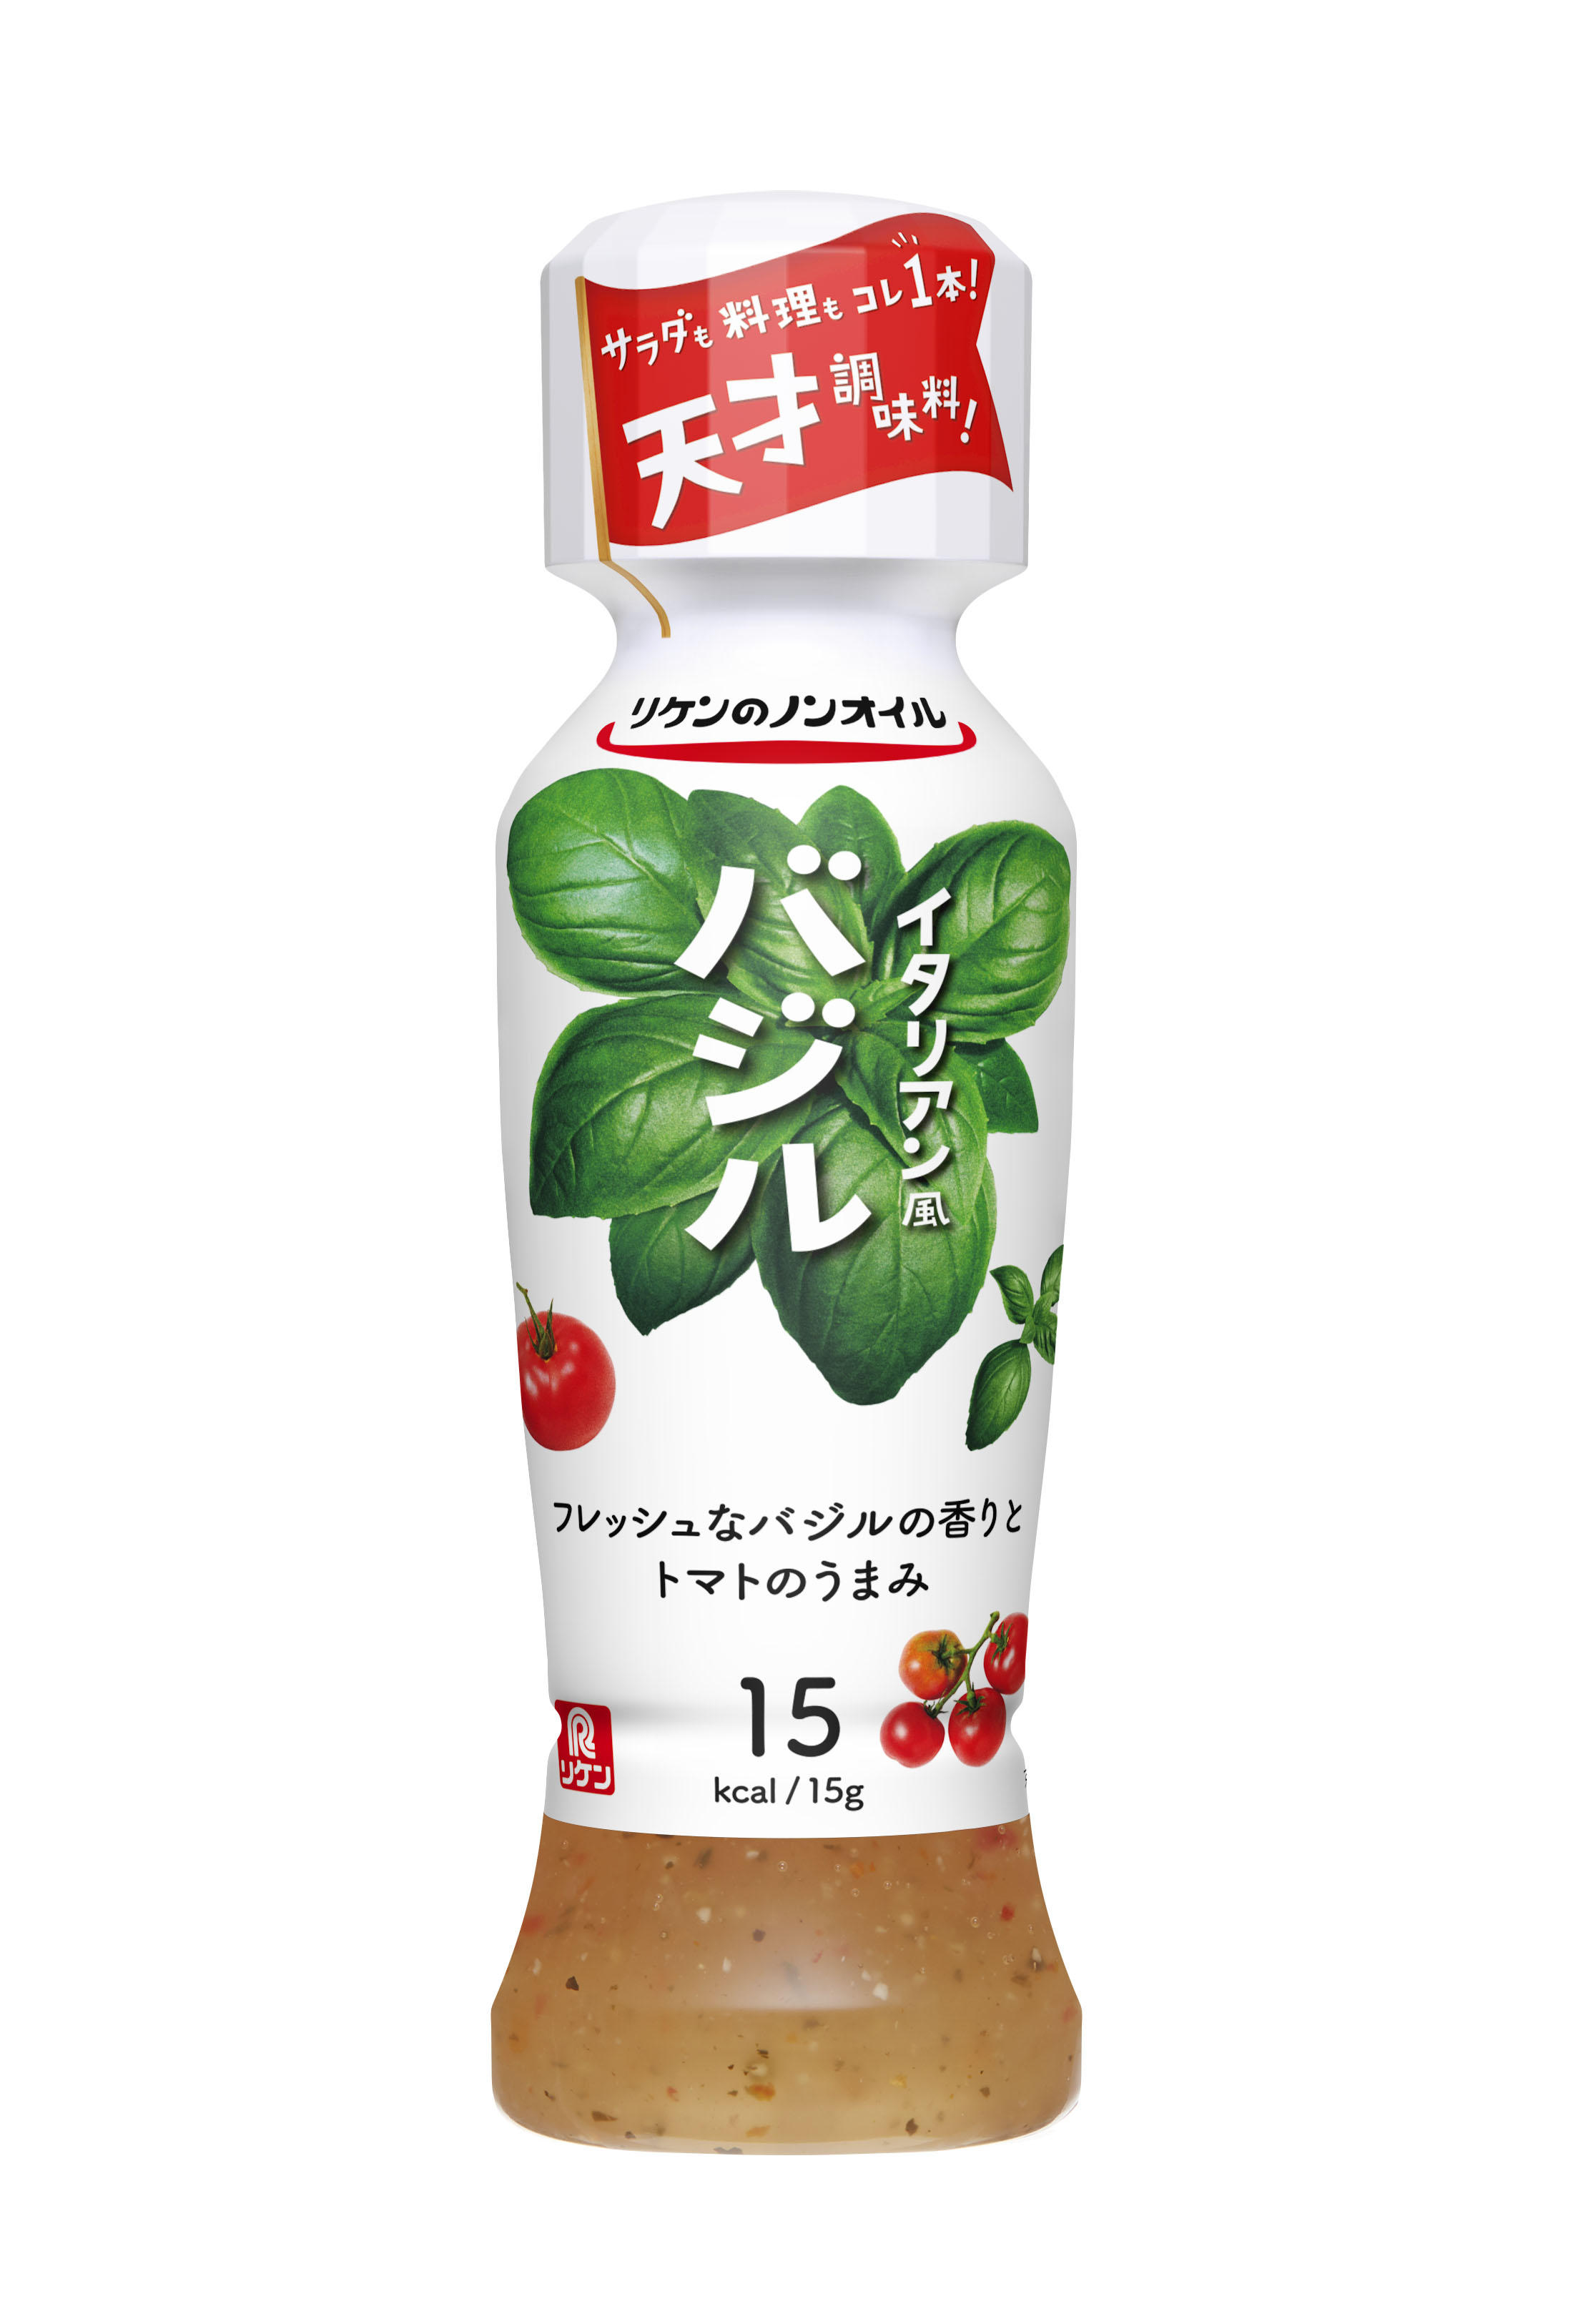 サラダも料理もコレ1本!
天才調味料!
リケンのノンオイル
イタリアン風
バジル
フレッシュなバジルの香りと
トマトのうまみ
15
kcal / 15g
R
リケン